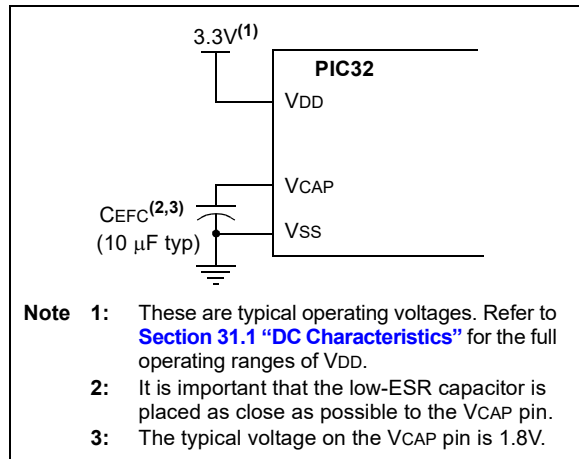 3.3V(1)
PIC32
VDD
VCAP
CEFC(2,3)
(10 μF typ)
VSS
Note 1: These are typical operating voltages. Refer to
Section 31.1 “DC Characteristics” for the full
operating ranges of VDD.
2: It is important that the low-ESR capacitor is
placed as close as possible to the VCAP pin.
3: The typical voltage on the VCAP pin is 1.8V.